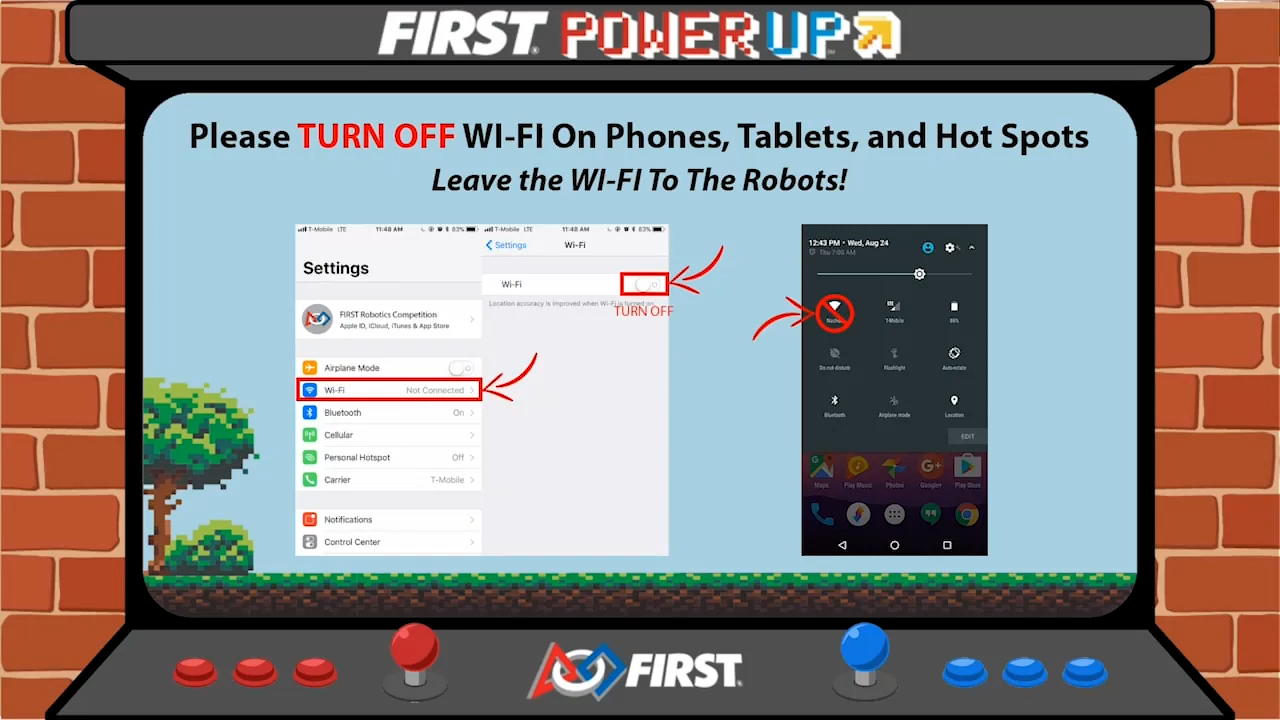 FIRST® POWER UP
Please TURN OFF WI-FI On Phones, Tablets, and Hot Spots
Leave the WI-FI To The Robots!
T-Mobile LTE 11:48 AM 83%
Settings
FIRST Robotics Competition
Apple ID, iCloud, iTunes & App Store
Airplane Mode
Wi-Fi Not Connected
Bluetooth On
Cellular
Personal Hotspot Off
Carrier T-Mobile
Notifications
Control Center
T-Mobile LTE 11:48 AM 83%
Settings Wi-Fi
Wi-Fi
Location accuracy is improved when Wi-Fi is turned on.
TURN OFF
12:43 PM • Wed, Aug 24
Thu 7:00 AM
T-Mobile
Do not disturb Flashlight Auto-rotate
Bluetooth Airplane mode Location
EDIT
Maps Play Music Photos Google+ Play Store
FIRST®